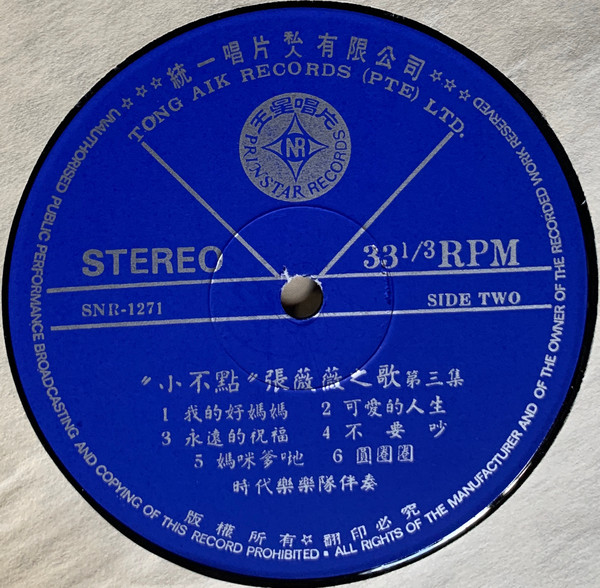 ☆☆☆統一唱片私人有限公司☆☆☆
TONG AIK RECORDS (PTE) LTD.
王星唱片
NR
PRINSTAR RECORDS
STEREO
33 1/3 RPM
SNR-1271
SIDE TWO
"小不點"張薇薇之歌第三集
1 我的好媽媽 2 可愛的人生
3 永遠的祝福 4 不要吵
5 媽咪爹哋 6 圓圈圈
時代樂樂隊伴奏
版權所有☆翻印必究
UNAUTHORISED PUBLIC PERFORMANCE BROADCASTING AND COPYING OF THIS RECORD PROHIBITED ▪ ALL RIGHTS OF THE MANUFACTURER AND OF THE OWNER OF THE RECORDED WORK RESERVED